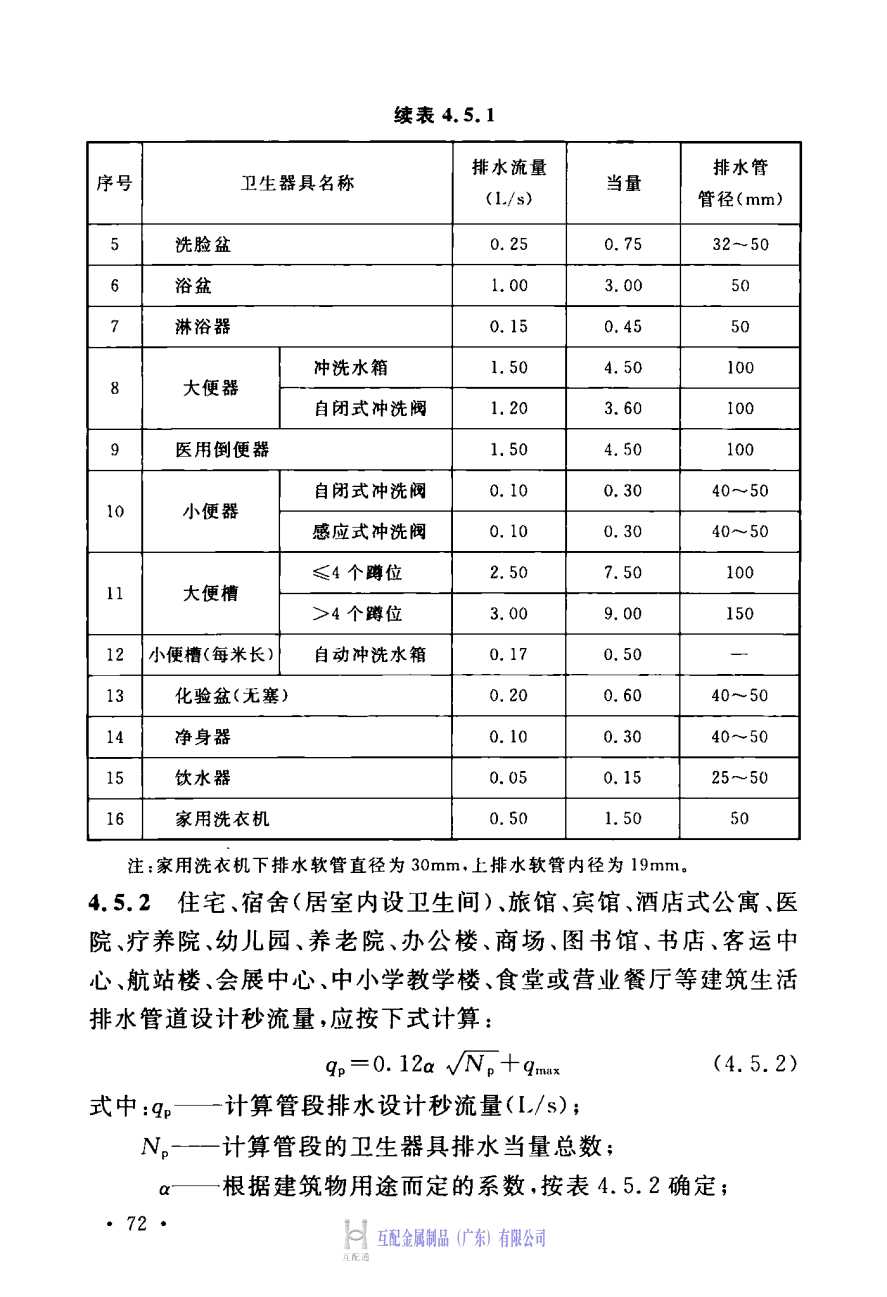 续表 4.5.1
序号 卫生器具名称 排水流量(L/s) 当量 排水管管径(mm)
5 洗脸盆 0.25 0.75 32～50
6 浴盆 1.00 3.00 50
7 淋浴器 0.15 0.45 50
8 大便器 冲洗水箱 1.50 4.50 100
自闭式冲洗阀 1.20 3.60 100
9 医用倒便器 1.50 4.50 100
10 小便器 自闭式冲洗阀 0.10 0.30 40～50
感应式冲洗阀 0.10 0.30 40～50
11 大便槽 ≤4 个蹲位 2.50 7.50 100
>4 个蹲位 3.00 9.00 150
12 小便槽(每米长) 自动冲洗水箱 0.17 0.50 —
13 化验盆(无塞) 0.20 0.60 40～50
14 净身器 0.10 0.30 40～50
15 饮水器 0.05 0.15 25～50
16 家用洗衣机 0.50 1.50 50
注:家用洗衣机下排水软管直径为 30mm,上排水软管内径为 19mm。
4.5.2 住宅、宿舍(居室内设卫生间)、旅馆、宾馆、酒店式公寓、医
院、疗养院、幼儿园、养老院、办公楼、商场、图书馆、书店、客运中
心、航站楼、会展中心、中小学教学楼、食堂或营业餐厅等建筑生活
排水管道设计秒流量,应按下式计算:
qp=0.12α √Np+qmax (4.5.2)
式中:qp——计算管段排水设计秒流量(L/s);
Np——计算管段的卫生器具排水当量总数;
α——根据建筑物用途而定的系数,按表 4.5.2 确定;
· 72 ·
互配金属制品（广东）有限公司
互配通